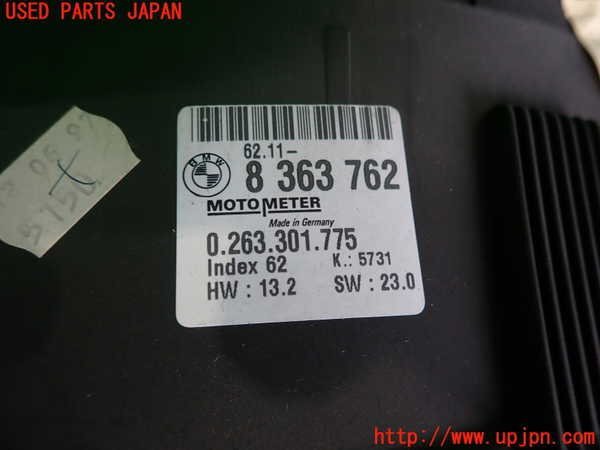 USED PARTS JAPAN
62.11-
BMW
8 363 762
MOTOMETER
Made in Germany
0.263.301.775
Index 62 K.: 5731
HW : 13.2 SW : 23.0
http://www.upjpn.com/